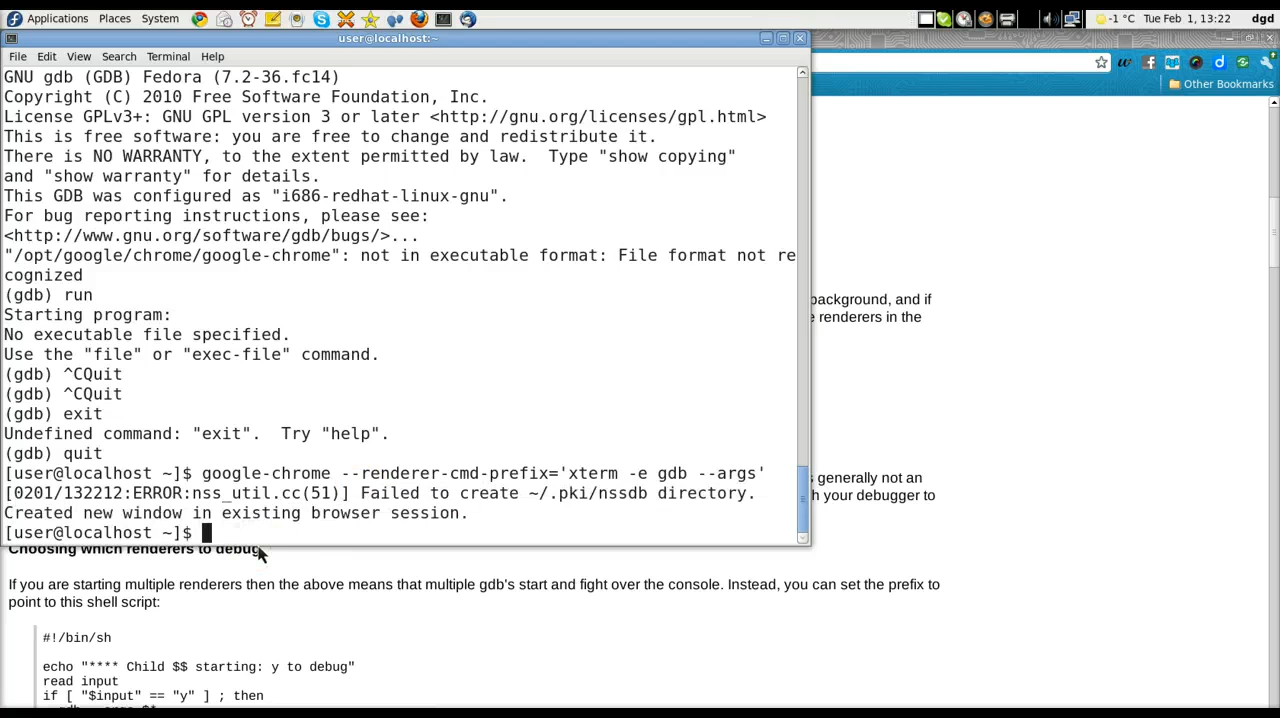 Applications Places System
-1 °C Tue Feb 1, 13:22 dgd
user@localhost:~
File Edit View Search Terminal Help
Other Bookmarks
GNU gdb (GDB) Fedora (7.2-36.fc14)
Copyright (C) 2010 Free Software Foundation, Inc.
License GPLv3+: GNU GPL version 3 or later <http://gnu.org/licenses/gpl.html>
This is free software: you are free to change and redistribute it.
There is NO WARRANTY, to the extent permitted by law.  Type "show copying"
and "show warranty" for details.
This GDB was configured as "i686-redhat-linux-gnu".
For bug reporting instructions, please see:
<http://www.gnu.org/software/gdb/bugs/>...
"/opt/google/chrome/google-chrome": not in executable format: File format not re
cognized
(gdb) run
Starting program:
No executable file specified.
Use the "file" or "exec-file" command.
(gdb) ^CQuit
(gdb) ^CQuit
(gdb) exit
Undefined command: "exit".  Try "help".
(gdb) quit
[user@localhost ~]$ google-chrome --renderer-cmd-prefix='xterm -e gdb --args'
[0201/132212:ERROR:nss_util.cc(51)] Failed to create ~/.pki/nssdb directory.
Created new window in existing browser session.
[user@localhost ~]$
background, and if
renderers in the
generally not an
your debugger to
Choosing which renderers to debug
If you are starting multiple renderers then the above means that multiple gdb's start and fight over the console. Instead, you can set the prefix to
point to this shell script:
#!/bin/sh
echo "**** Child $$ starting: y to debug"
read input
if [ "$input" == "y" ] ; then